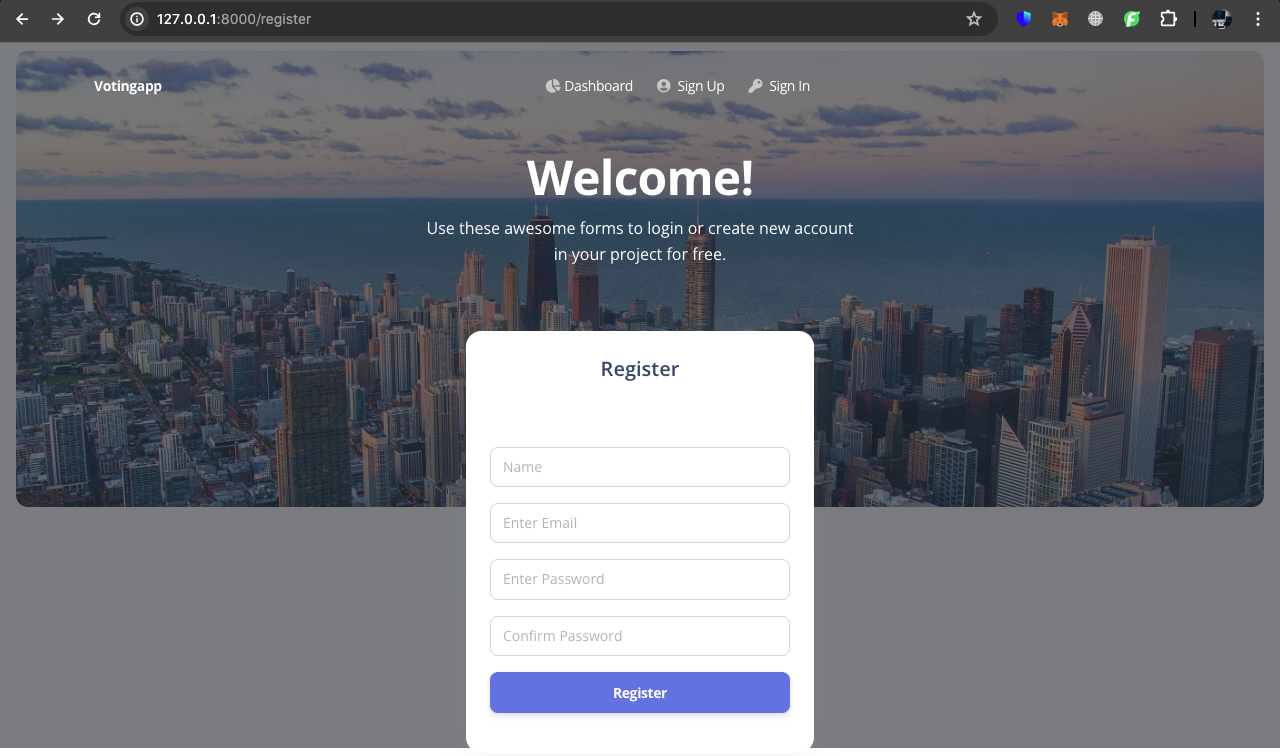 127.0.0.1:8000/register
Votingapp
Dashboard
Sign Up
Sign In
Welcome!
Use these awesome forms to login or create new account
in your project for free.
Register
Name
Enter Email
Enter Password
Confirm Password
Register